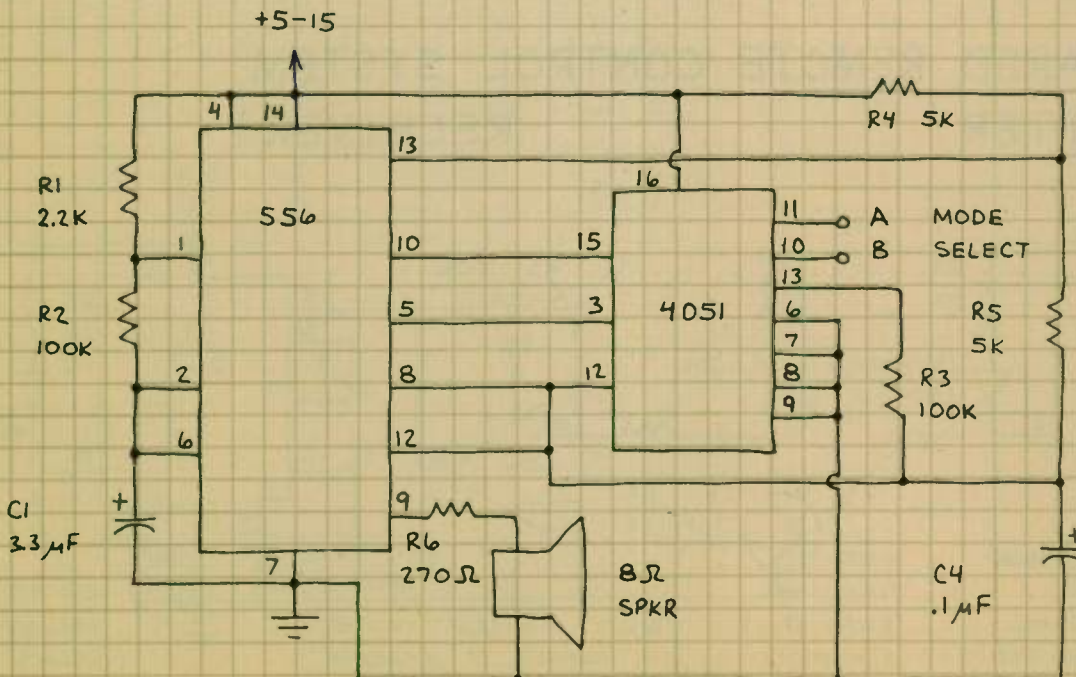 +5-15
4
14
R4 5K
13
16
R1
2.2K
556
11
A
MODE
1
10
15
10
B
SELECT
13
R2
100K
5
3
4051
6
R5
5K
7
2
8
12
8
R3
100K
9
6
12
C1
3.3µF
+
9
R6
270Ω
7
8Ω
SPKR
C4
.1µF
+